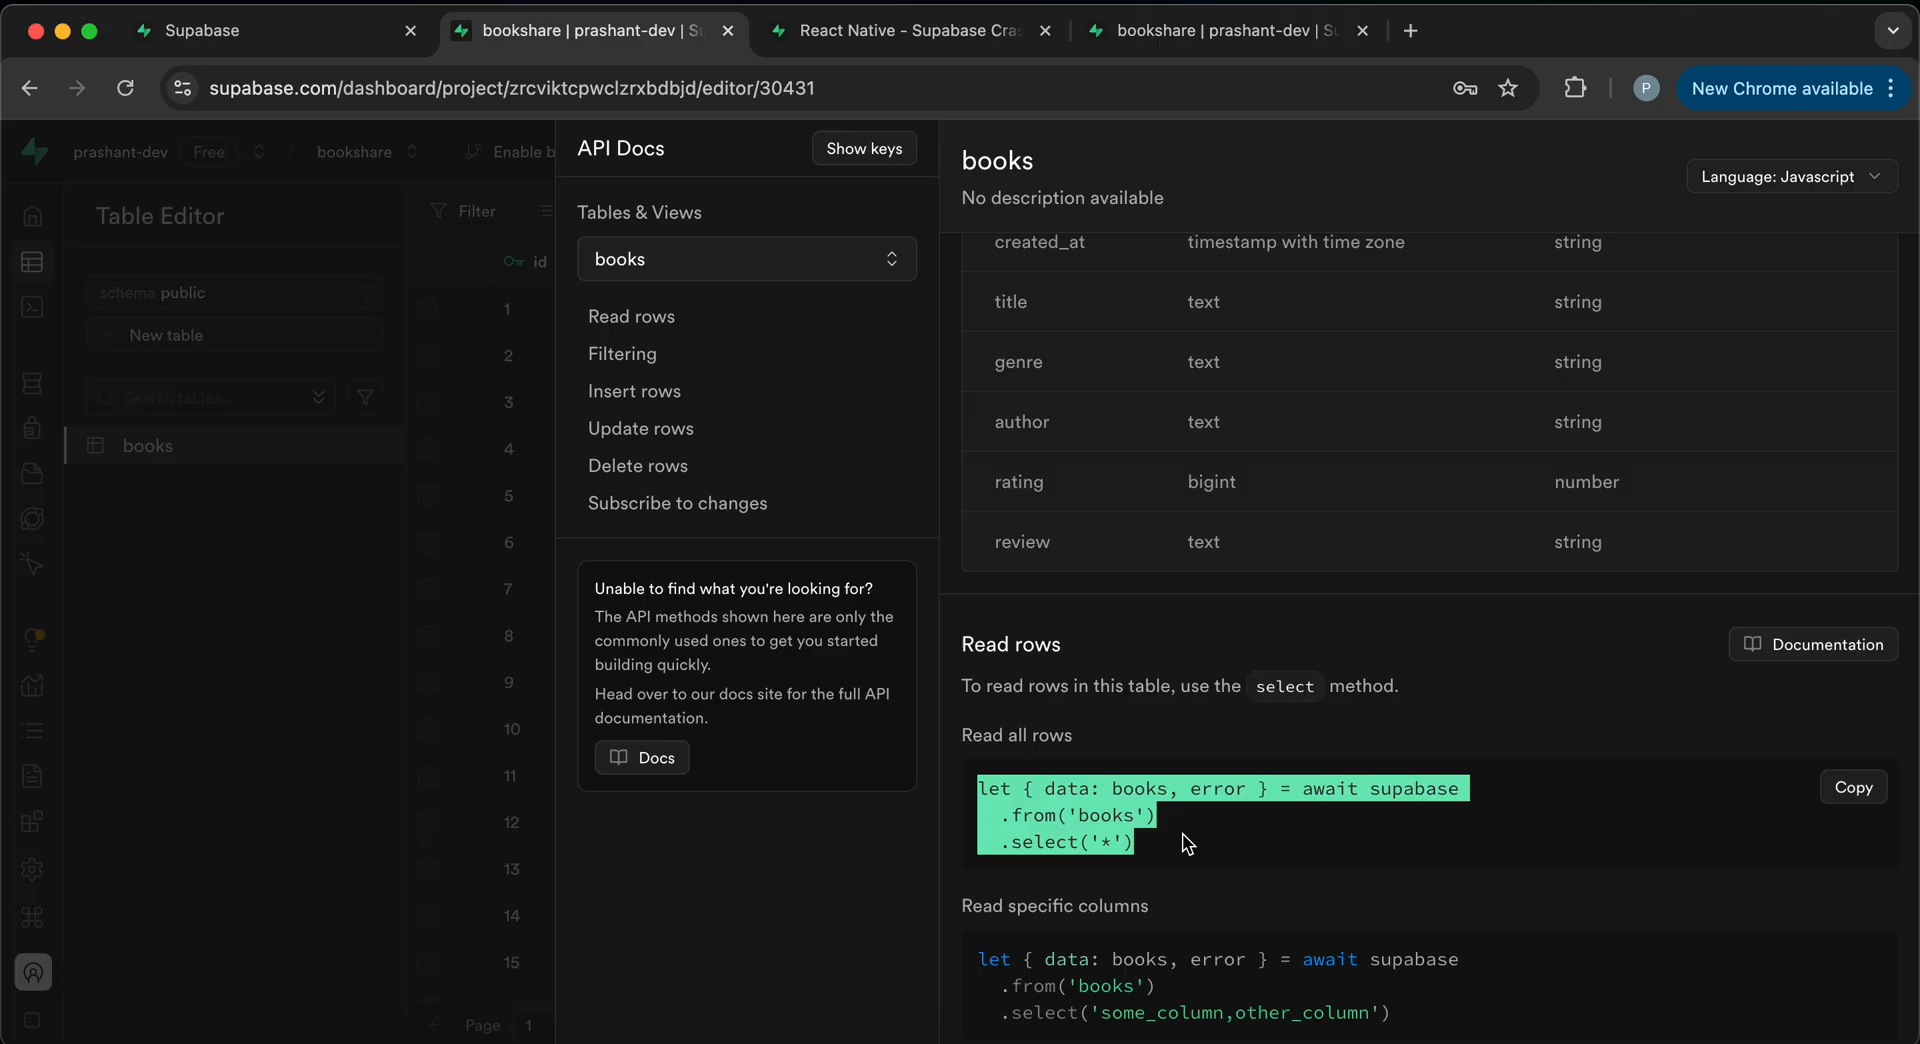 Supabase
bookshare | prashant-dev | Su
React Native - Supabase Cras
bookshare | prashant-dev | Su
supabase.com/dashboard/project/zrcviktcpwclzrxbdbjd/editor/30431
P
New Chrome available
prashant-dev Free bookshare Enable b
Table Editor
schema public
New table
Search tables...
books
Filter
id
1
2
3
4
5
6
7
8
9
10
11
12
13
14
15
Page 1
API Docs
Show keys
Tables & Views
books
Read rows
Filtering
Insert rows
Update rows
Delete rows
Subscribe to changes
Unable to find what you're looking for?
The API methods shown here are only the
commonly used ones to get you started
building quickly.
Head over to our docs site for the full API
documentation.
Docs
books
No description available
Language: Javascript
created_at timestamp with time zone string
title text string
genre text string
author text string
rating bigint number
review text string
Read rows
Documentation
To read rows in this table, use the select method.
Read all rows
let { data: books, error } = await supabase
.from('books')
.select('*')
Copy
Read specific columns
let { data: books, error } = await supabase
.from('books')
.select('some_column,other_column')